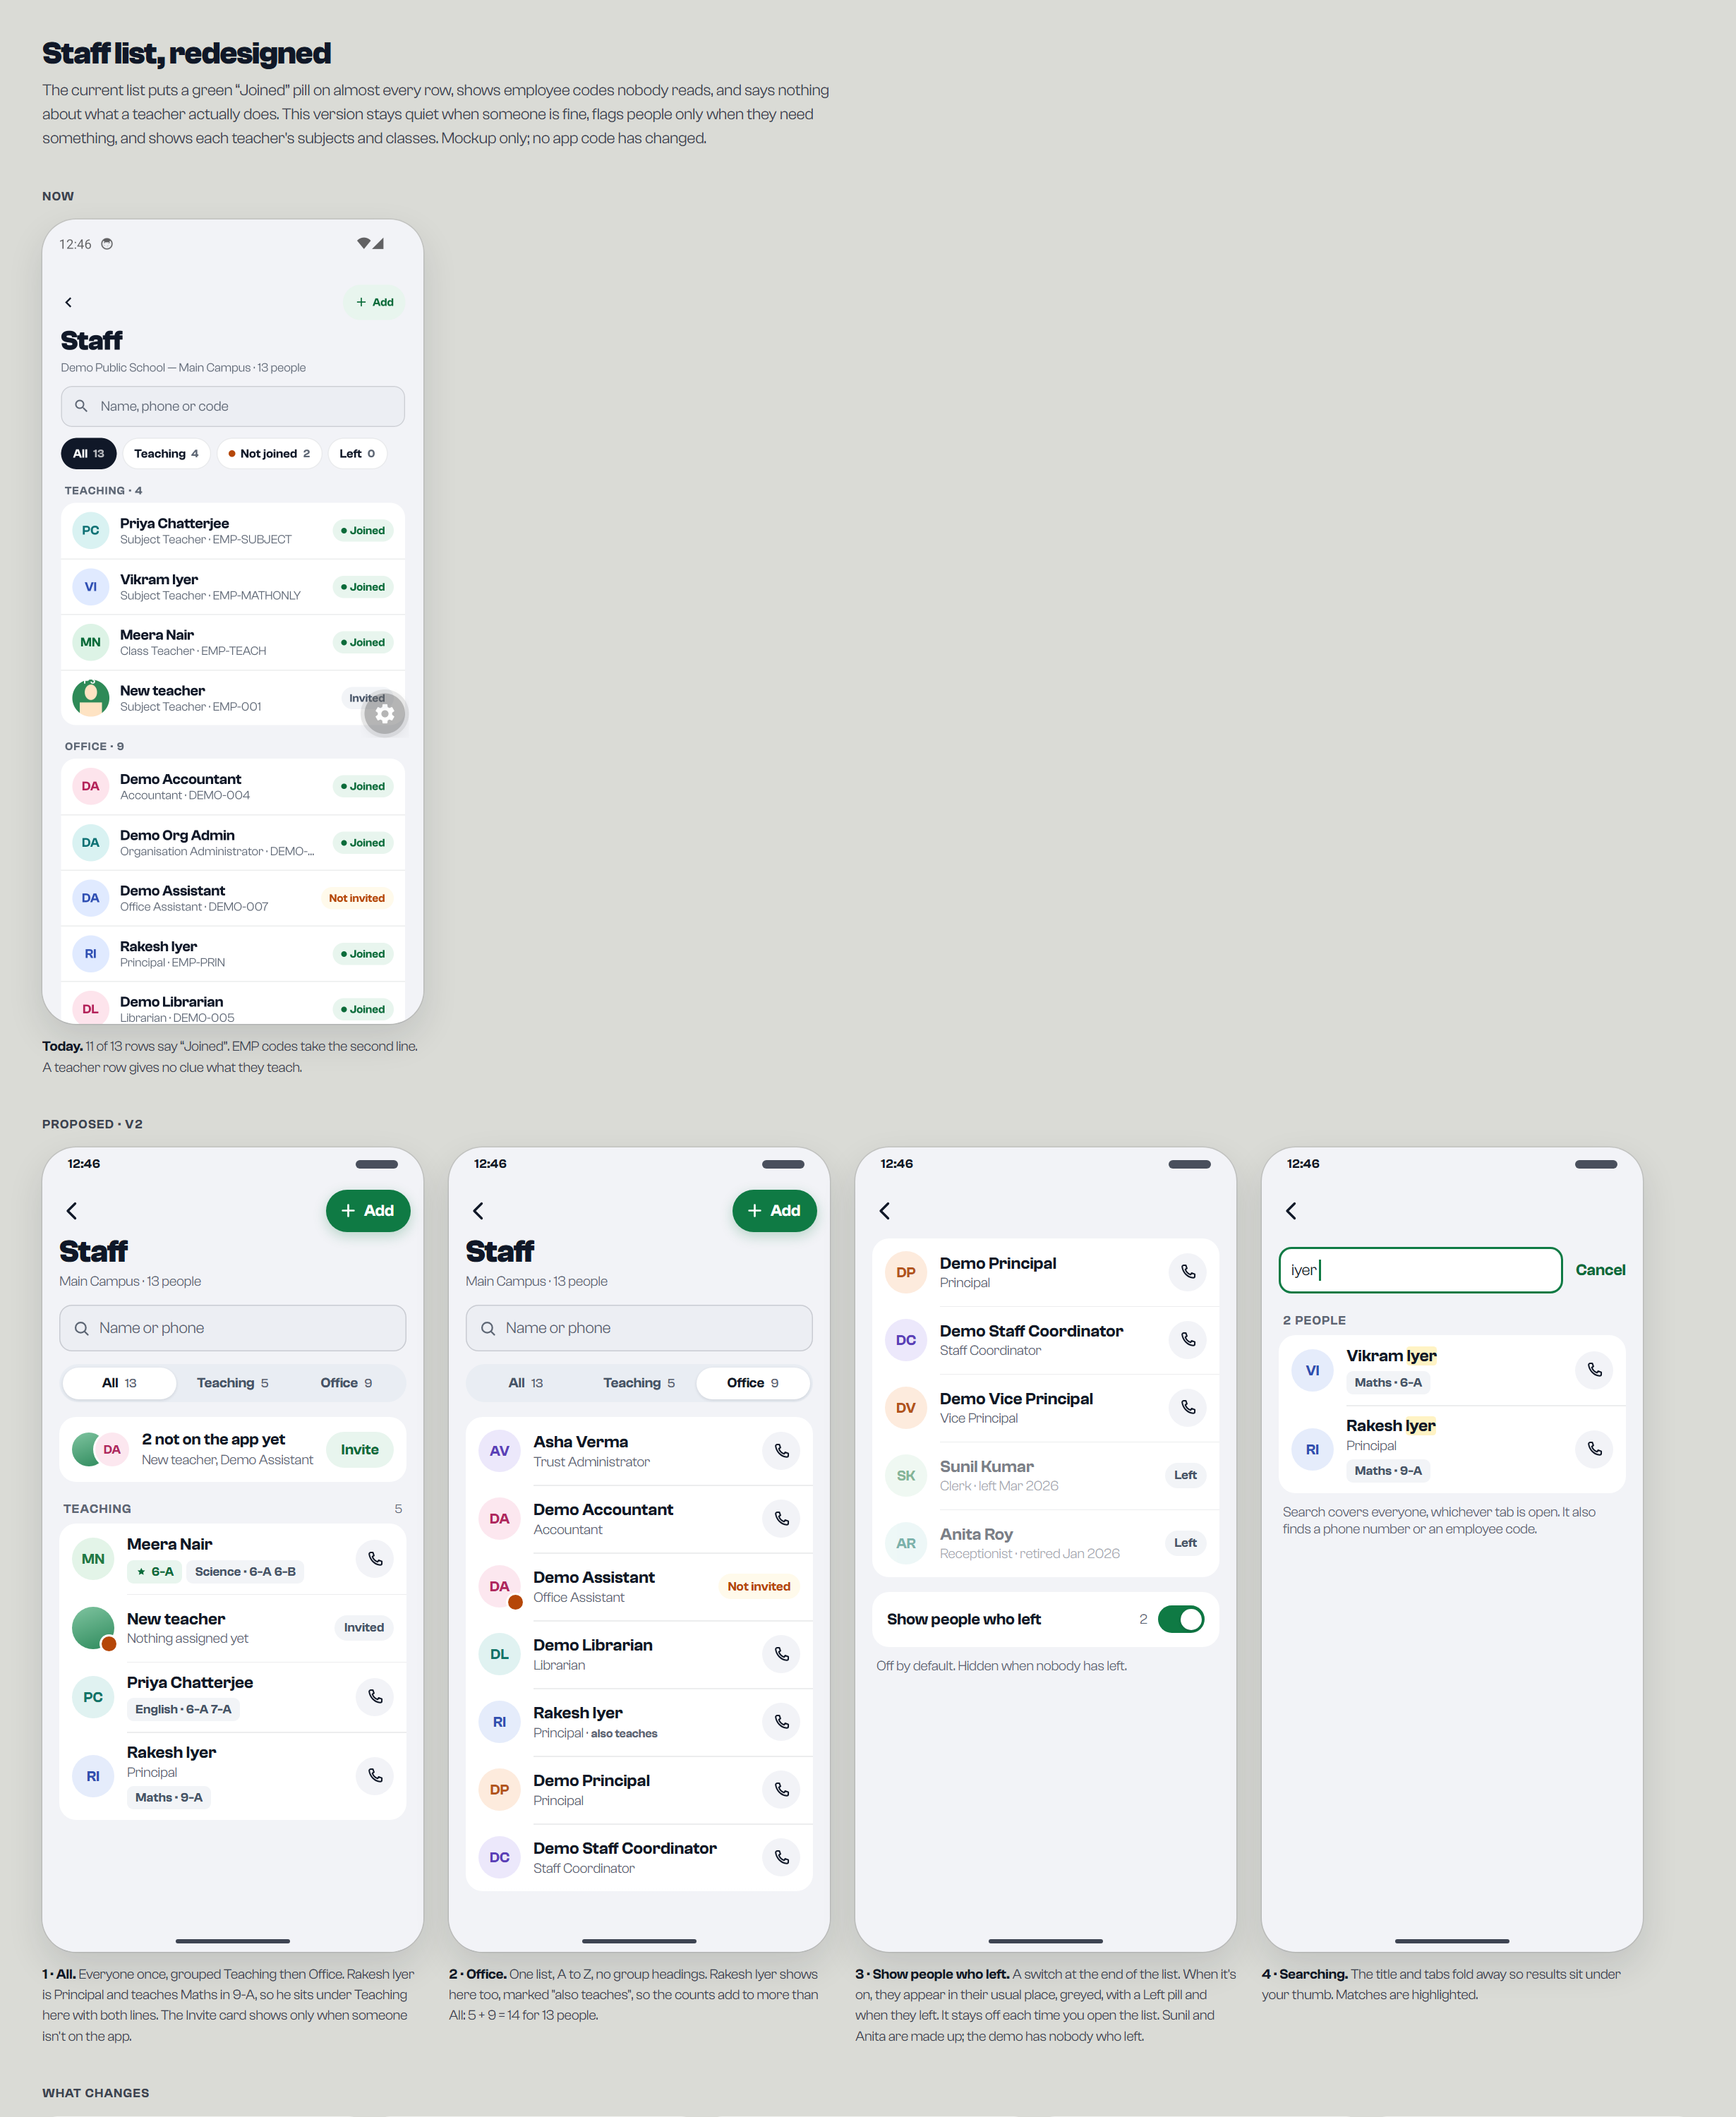 Staff list, redesigned
The current list puts a green “Joined” pill on almost every row, shows employee codes nobody reads, and says nothing
about what a teacher actually does. This version stays quiet when someone is fine, flags people only when they need
something, and shows each teacher's subjects and classes. Mockup only; no app code has changed.
NOW
12:46
+ Add
Staff
Demo Public School — Main Campus · 13 people
Name, phone or code
All 13 Teaching 4 Not joined 2 Left 0
TEACHING · 4
PC Priya Chatterjee
Subject Teacher · EMP-SUBJECT
Joined
VI Vikram Iyer
Subject Teacher · EMP-MATHONLY
Joined
MN Meera Nair
Class Teacher · EMP-TEACH
Joined
New teacher
Subject Teacher · EMP-001
Invited
OFFICE · 9
DA Demo Accountant
Accountant · DEMO-004
Joined
DA Demo Org Admin
Organisation Administrator · DEMO-...
Joined
DA Demo Assistant
Office Assistant · DEMO-007
Not invited
RI Rakesh Iyer
Principal · EMP-PRIN
Joined
DL Demo Librarian
Librarian · DEMO-005
Joined
Today. 11 of 13 rows say “Joined”. EMP codes take the second line.
A teacher row gives no clue what they teach.
PROPOSED · V2
12:46
+ Add
Staff
Main Campus · 13 people
Name or phone
All 13 Teaching 5 Office 9
DA 2 not on the app yet
New teacher, Demo Assistant
Invite
TEACHING 5
MN Meera Nair
★ 6-A Science · 6-A 6-B
New teacher
Nothing assigned yet
Invited
PC Priya Chatterjee
English · 6-A 7-A
RI Rakesh Iyer
Principal
Maths · 9-A
1 · All. Everyone once, grouped Teaching then Office. Rakesh Iyer
is Principal and teaches Maths in 9-A, so he sits under Teaching
here with both lines. The Invite card shows only when someone
isn't on the app.
12:46
+ Add
Staff
Main Campus · 13 people
Name or phone
All 13 Teaching 5 Office 9
AV Asha Verma
Trust Administrator
DA Demo Accountant
Accountant
DA Demo Assistant
Office Assistant
Not invited
DL Demo Librarian
Librarian
RI Rakesh Iyer
Principal · also teaches
DP Demo Principal
Principal
DC Demo Staff Coordinator
Staff Coordinator
2 · Office. One list, A to Z, no group headings. Rakesh Iyer shows
here too, marked "also teaches", so the counts add to more than
All: 5 + 9 = 14 for 13 people.
12:46
DP Demo Principal
Principal
DC Demo Staff Coordinator
Staff Coordinator
DV Demo Vice Principal
Vice Principal
SK Sunil Kumar
Clerk · left Mar 2026
Left
AR Anita Roy
Receptionist · retired Jan 2026
Left
Show people who left 2
Off by default. Hidden when nobody has left.
3 · Show people who left. A switch at the end of the list. When it's
on, they appear in their usual place, greyed, with a Left pill and
when they left. It stays off each time you open the list. Sunil and
Anita are made up; the demo has nobody who left.
12:46
iyer
Cancel
2 PEOPLE
VI Vikram Iyer
Maths · 6-A
RI Rakesh Iyer
Principal
Maths · 9-A
Search covers everyone, whichever tab is open. It also
finds a phone number or an employee code.
4 · Searching. The title and tabs fold away so results sit under
your thumb. Matches are highlighted.
WHAT CHANGES